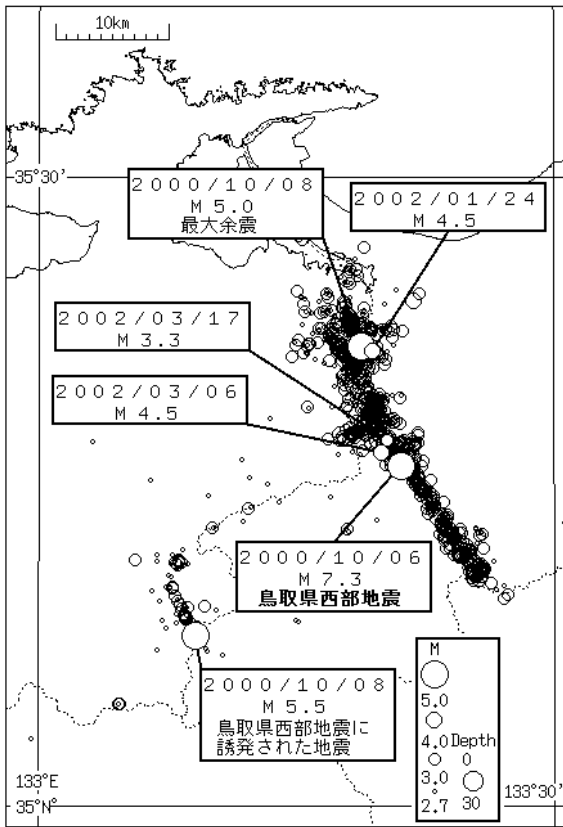 10km
35°30'
2000/10/08
M 5.0
最大余震
2002/01/24
M 4.5
2002/03/17
M 3.3
2002/03/06
M 4.5
2000/10/06
M 7.3
鳥取県西部地震
2000/10/08
M 5.5
鳥取県西部地震に
誘発された地震
M
5.0
4.0 Depth
0
3.0
2.7 30
133°E
35°N°
133°30'